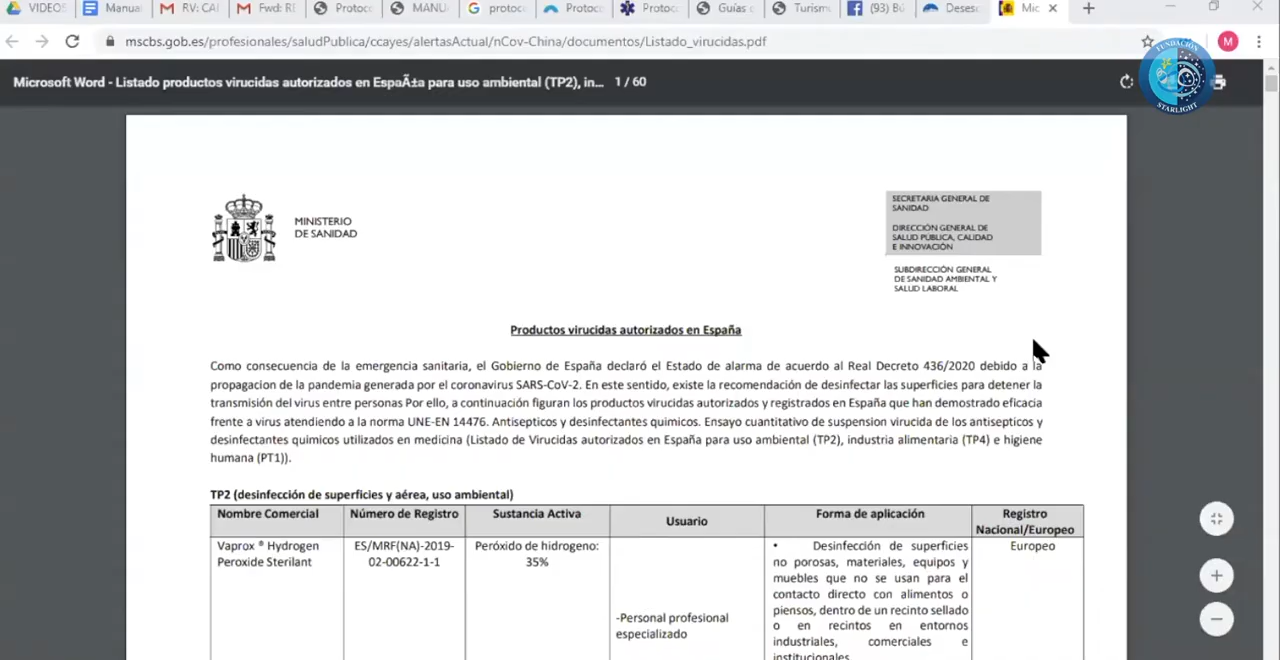 VIDEO
Manua
RV: CAI
Fwd: RE
Protoco
MANU
protoc
Protoc
Protoc
Guías e
Turism
(93) Bú
Deses
Mic
mscbs.gob.es/profesionales/saludPublica/ccayes/alertasActual/nCov-China/documentos/Listado_virucidas.pdf
M
Microsoft Word - Listado productos virucidas autorizados en EspaÃ±a para uso ambiental (TP2), in... 1 / 60
FUNDACIÓN
STARLIGHT
MINISTERIO
DE SANIDAD
SECRETARIA GENERAL DE
SANIDAD
DIRECCIÓN GENERAL DE
SALUD PÚBLICA, CALIDAD
E INNOVACIÓN
SUBDIRECCIÓN GENERAL
DE SANIDAD AMBIENTAL Y
SALUD LABORAL
Productos virucidas autorizados en España
Como consecuencia de la emergencia sanitaria, el Gobierno de España declaró el Estado de alarma de acuerdo al Real Decreto 436/2020 debido a la
propagacion de la pandemia generada por el coronavirus SARS-CoV-2. En este sentido, existe la recomendación de desinfectar las superficies para detener la
transmisión del virus entre personas Por ello, a continuación figuran los productos virucidas autorizados y registrados en España que han demostrado eficacia
frente a virus atendiendo a la norma UNE-EN 14476. Antisepticos y desinfectantes quimicos. Ensayo cuantitativo de suspension virucida de los antisepticos y
desinfectantes quimicos utilizados en medicina (Listado de Virucidas autorizados en España para uso ambiental (TP2), industria alimentaria (TP4) e higiene
humana (PT1)).
TP2 (desinfección de superficies y aérea, uso ambiental)
Nombre Comercial
Número de Registro
Sustancia Activa
Usuario
Forma de aplicación
Registro
Nacional/Europeo
Vaprox ® Hydrogen
Peroxide Sterilant
ES/MRF(NA)-2019-
02-00622-1-1
Peróxido de hidrogeno:
35%
-Personal profesional
especializado
• Desinfección de superficies
no porosas, materiales, equipos y
muebles que no se usan para el
contacto directo con alimentos o
piensos, dentro de un recinto sellado
o en recintos en entornos
industriales, comerciales e
institucionales
Europeo